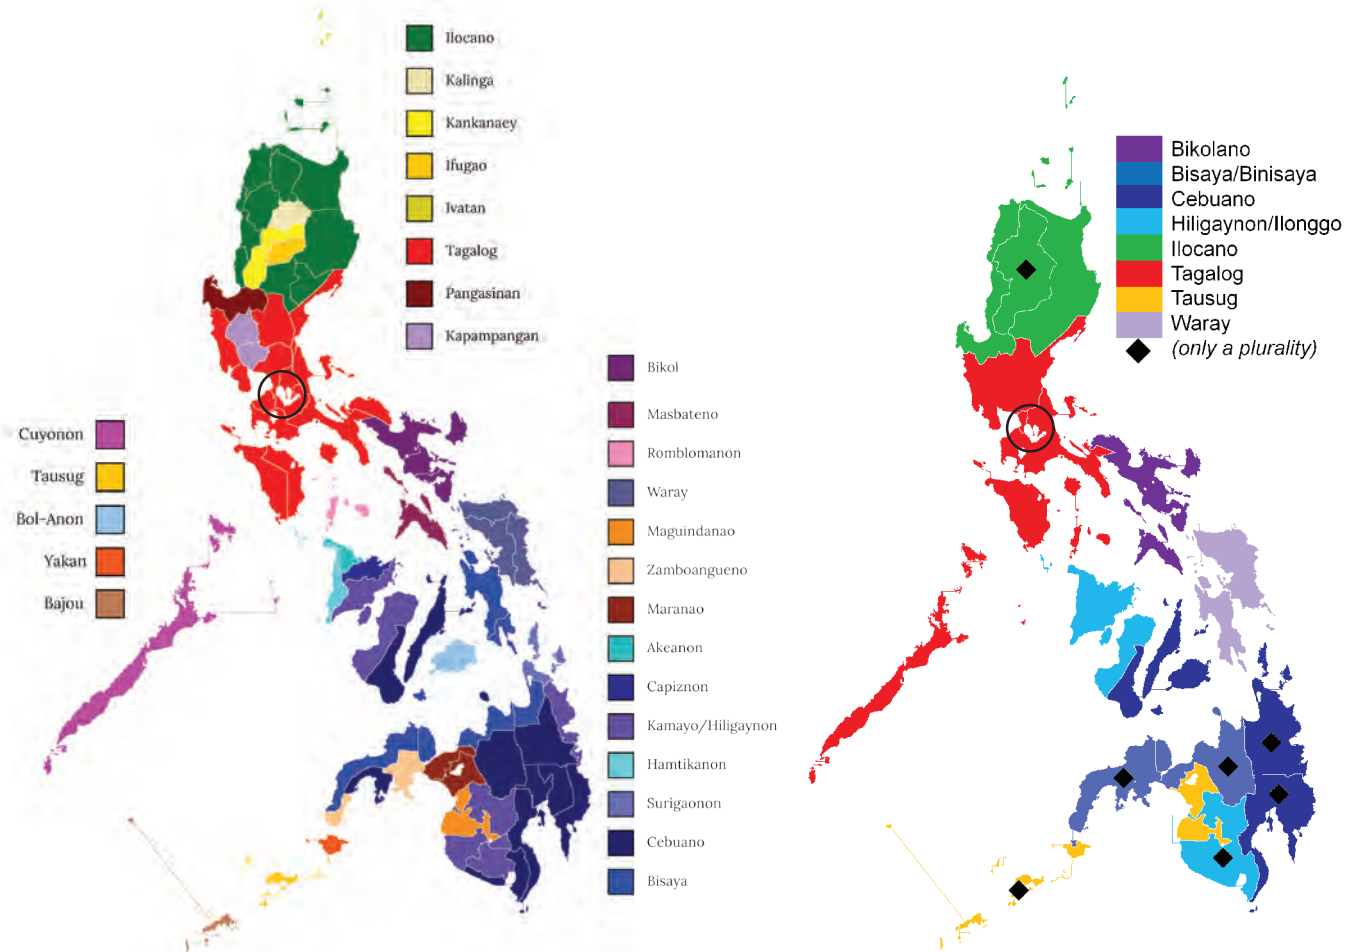 Ilocano
Kalinga
Kankanaey
Ifugao
Ivatan
Tagalog
Pangasinan
Kapampangan
Cuyonon
Tausug
Bol-Anon
Yakan
Bajou
Bikol
Masbateno
Romblomanon
Waray
Maguindanao
Zamboangueno
Maranao
Akeanon
Capiznon
Kamayo/Hiligaynon
Hamtikanon
Surigaonon
Cebuano
Bisaya
Bikolano
Bisaya/Binisaya
Cebuano
Hiligaynon/Ilonggo
Ilocano
Tagalog
Tausug
Waray
(only a plurality)